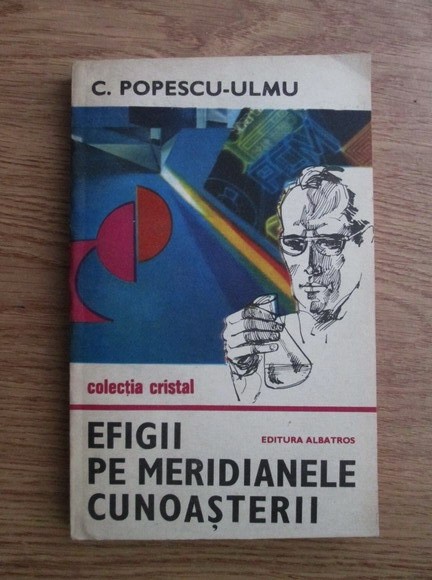 C. POPESCU-ULMU
colecția cristal
EFIGII
EDITURA ALBATROS
PE MERIDIANELE
CUNOAȘTERII